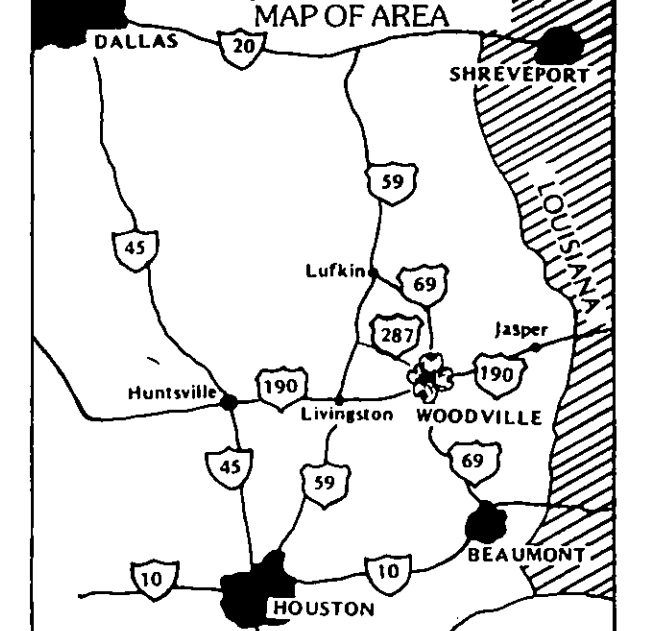 MAP OF AREA
DALLAS
20
SHREVEPORT
59
LOUISIANA
45
Lufkin
69
287
Jasper
Huntsville
190
190
Livingston
WOODVILLE
45
59
69
BEAUMONT
10
10
HOUSTON